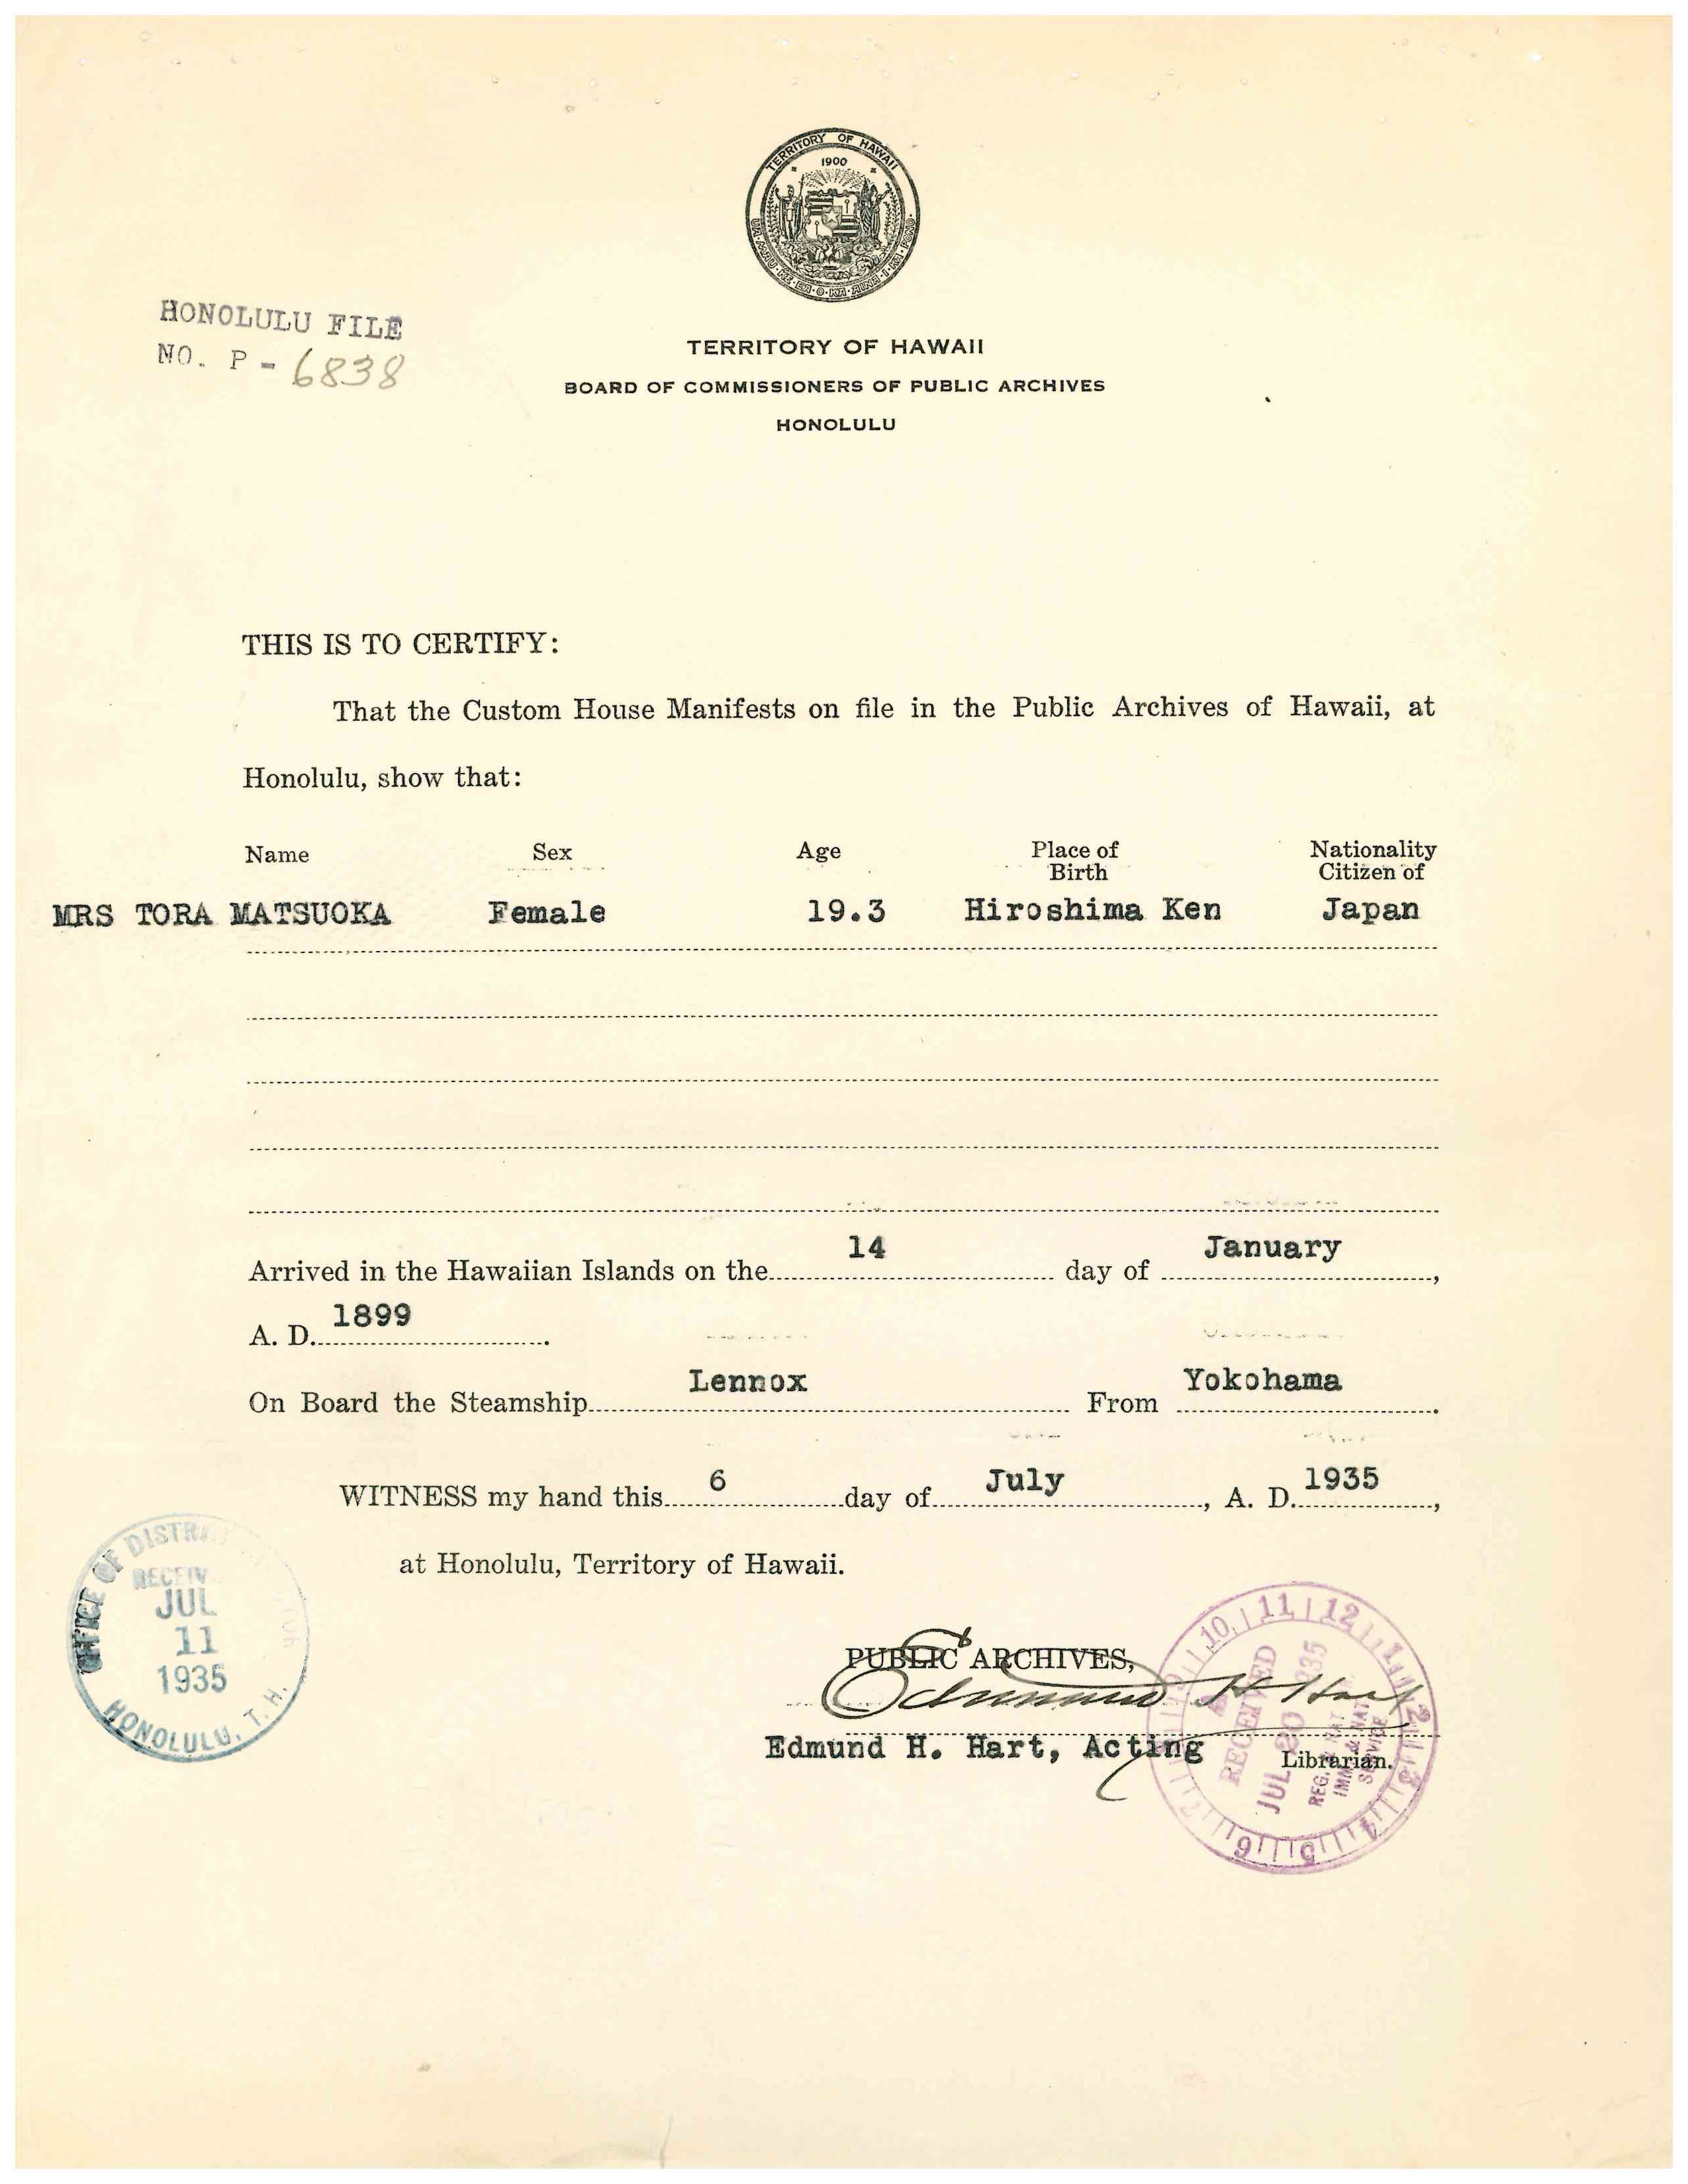 TERRITORY OF HAWAII
1900
UA MAU KE EA O KA AINA I KA PONO
HONOLULU FILE
NO. P - 6838
TERRITORY OF HAWAII
BOARD OF COMMISSIONERS OF PUBLIC ARCHIVES
HONOLULU
THIS IS TO CERTIFY:
That the Custom House Manifests on file in the Public Archives of Hawaii, at
Honolulu, show that:
Name Sex Age Place of Birth Nationality Citizen of
MRS TORA MATSUOKA Female 19.3 Hiroshima Ken Japan
Arrived in the Hawaiian Islands on the 14 day of January,
A. D. 1899.
On Board the Steamship Lennox From Yokohama.
WITNESS my hand this 6 day of July, A. D. 1935,
at Honolulu, Territory of Hawaii.
OFFICE OF
RECEIV
JUL
11
1935
HONOLULU, T. H.
PUBLIC ARCHIVES,
Edmund H Hart
Edmund H. Hart, Acting Librarian.
10 11 12 1 2 3 4 5 6
RECEIVED
JUL 20 935
REG. NAT
IMM & NAT
SERVICE